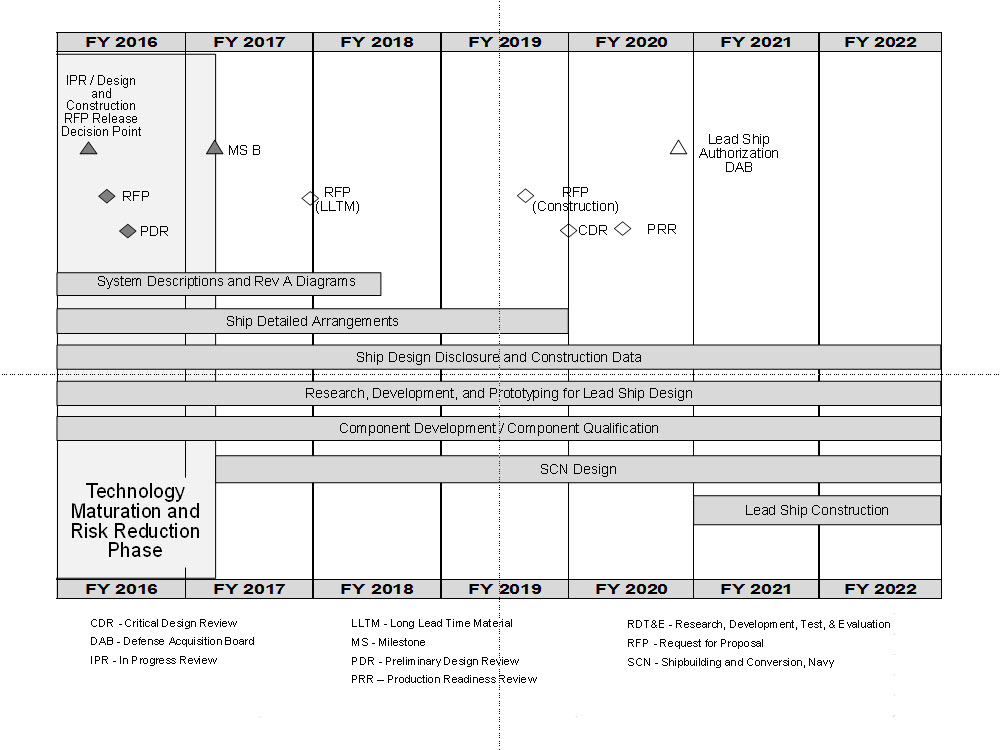 FY 2016 FY 2017 FY 2018 FY 2019 FY 2020 FY 2021 FY 2022
IPR / Design
and
Construction
RFP Release
Decision Point
MS B
Lead Ship
Authorization
DAB
RFP
RFP
(LLTM)
RFP
(Construction)
PDR
CDR
PRR
System Descriptions and Rev A Diagrams
Ship Detailed Arrangements
Ship Design Disclosure and Construction Data
Research, Development, and Prototyping for Lead Ship Design
Component Development / Component Qualification
SCN Design
Technology
Maturation and
Risk Reduction
Phase
Lead Ship Construction
FY 2016 FY 2017 FY 2018 FY 2019 FY 2020 FY 2021 FY 2022
CDR - Critical Design Review
DAB - Defense Acquisition Board
IPR - In Progress Review
LLTM - Long Lead Time Material
MS - Milestone
PDR - Preliminary Design Review
PRR – Production Readiness Review
RDT&E - Research, Development, Test, & Evaluation
RFP - Request for Proposal
SCN - Shipbuilding and Conversion, Navy